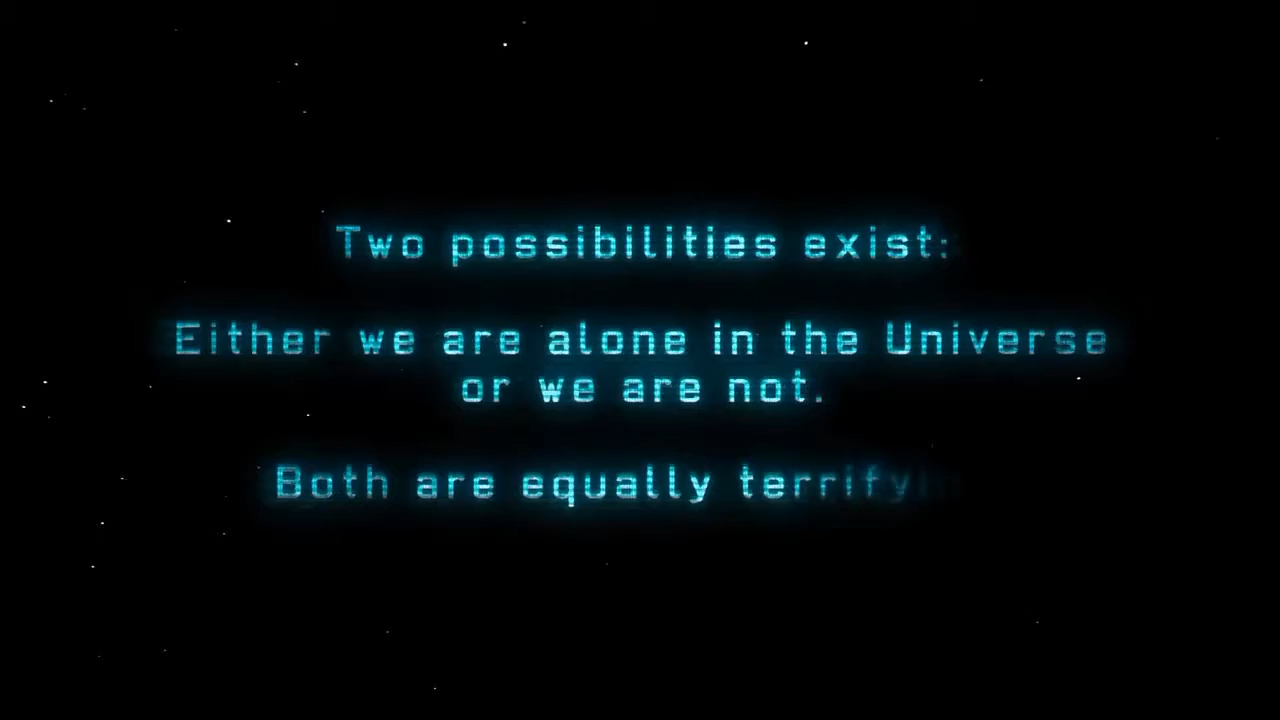 Two possibilities exist:
Either we are alone in the Universe
or we are not.
Both are equally